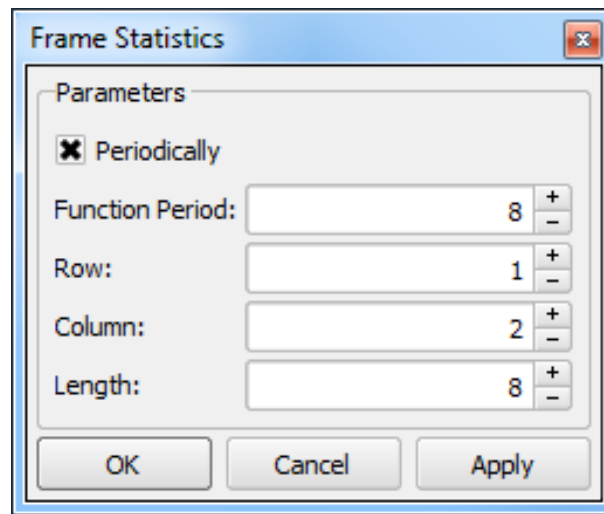 Frame Statistics
Parameters
Periodically
Function Period: 8
Row: 1
Column: 2
Length: 8
OK Cancel Apply